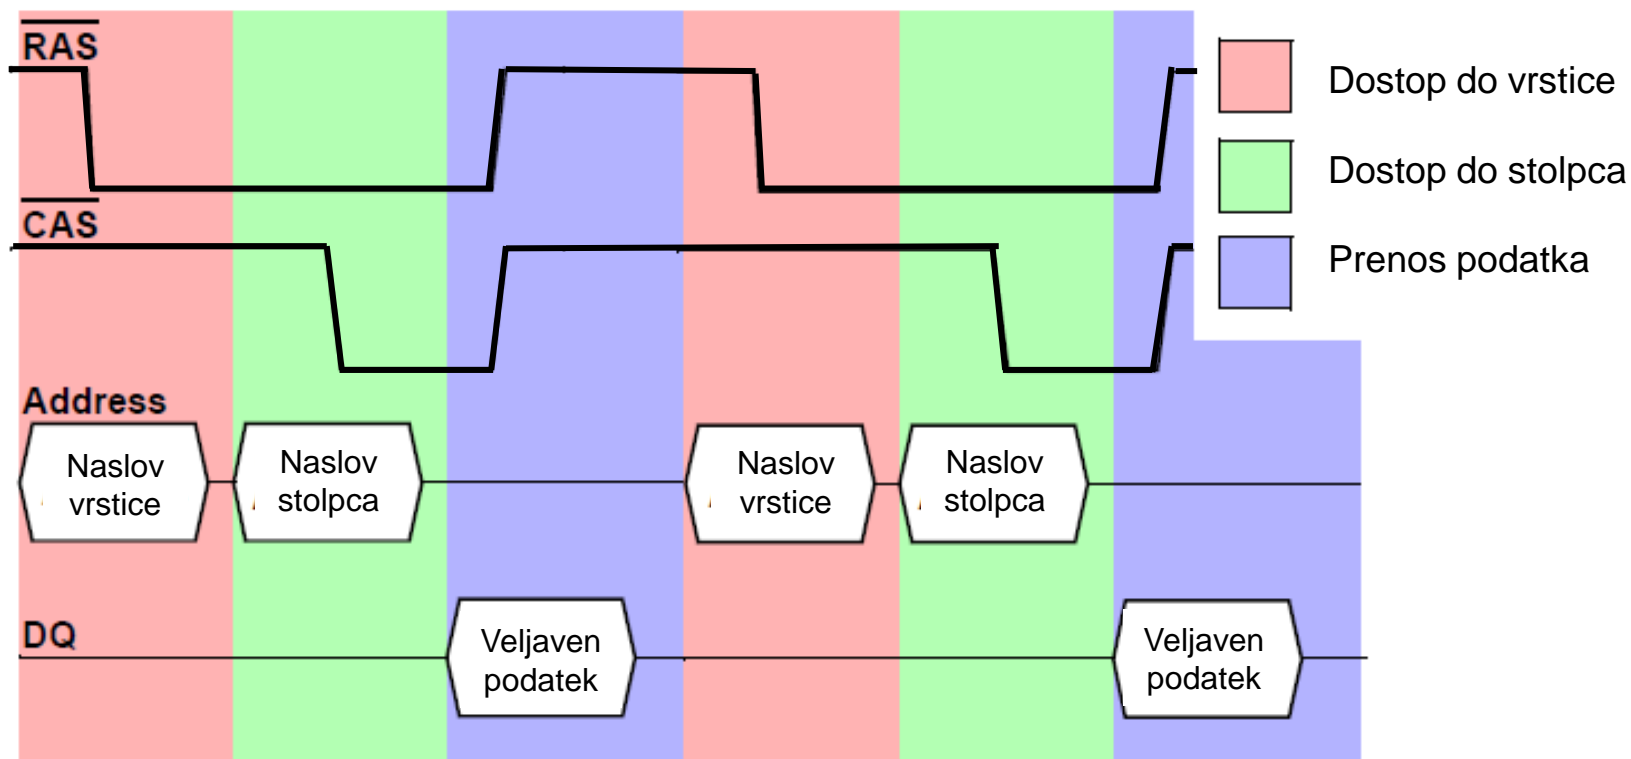 RAS
Dostop do vrstice
Dostop do stolpca
CAS
Prenos podatka
Address
Naslov
vrstice
Naslov
stolpca
Naslov
vrstice
Naslov
stolpca
DQ
Veljaven
podatek
Veljaven
podatek